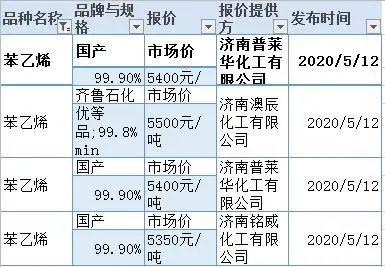 品种名称 品牌与规格 报价 报价提供方 发布时间
苯乙烯 国产 99.90% 市场价 5400元/ 济南普莱华化工有限公司 2020/5/12
苯乙烯 齐鲁石化优等品;99.8%min 市场价 5500元/吨 济南澳辰化工有限公司 2020/5/12
苯乙烯 国产 99.90% 市场价 5400元/吨 济南普莱华化工有限公司 2020/5/12
苯乙烯 国产 99.90% 市场价 5350元/吨 济南铭威化工有限公司 2020/5/12